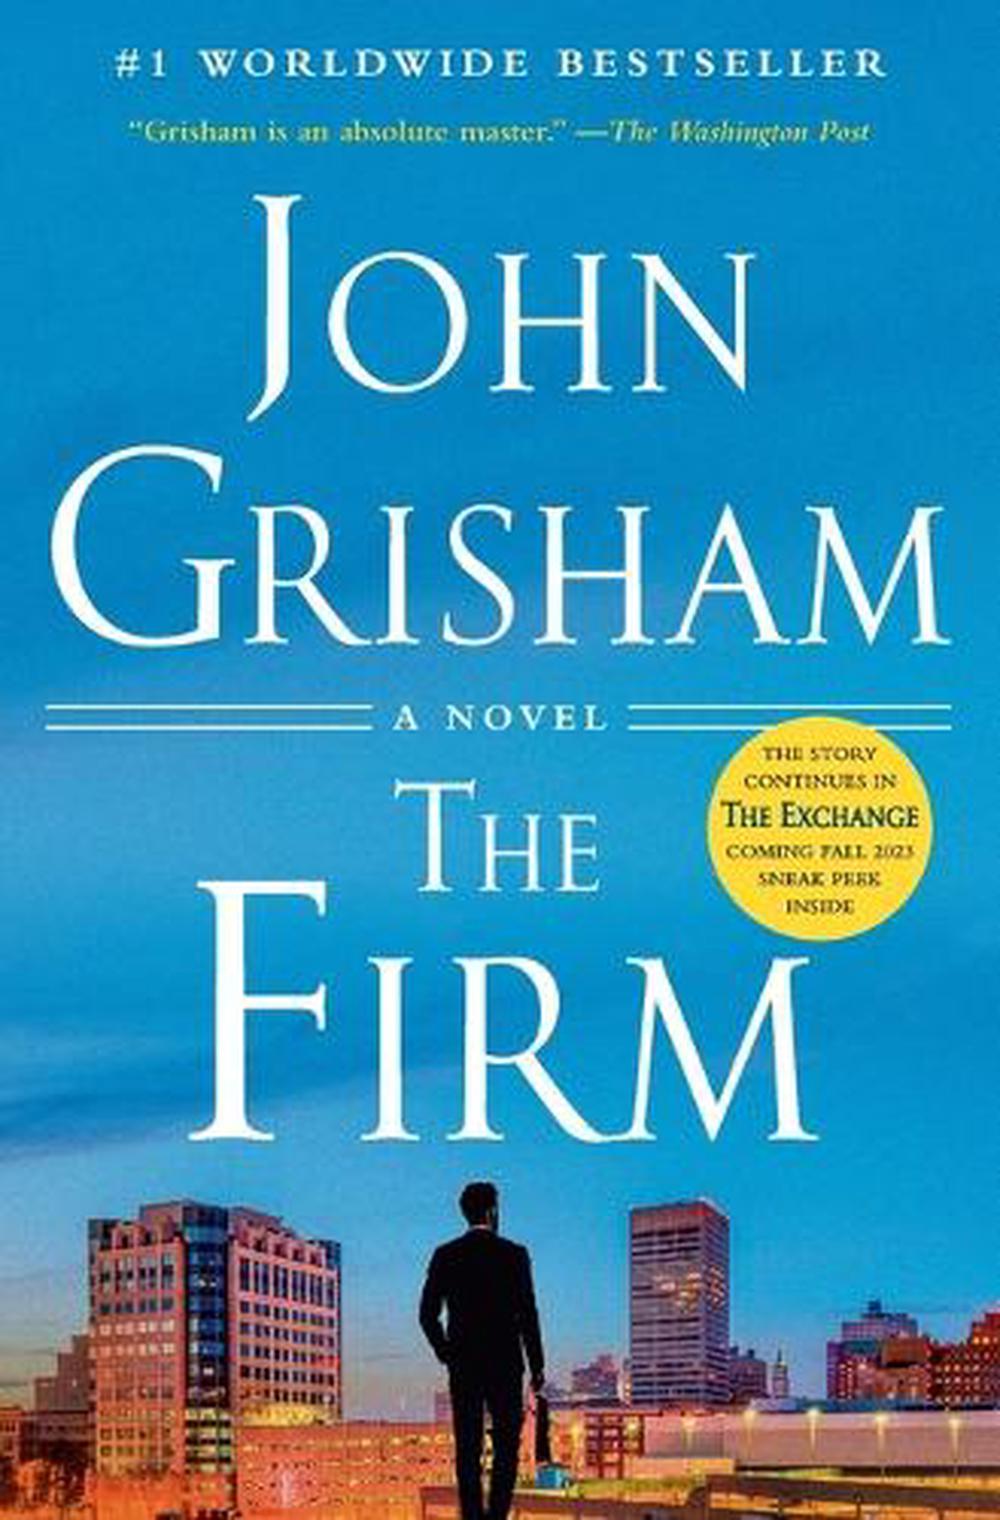 #1 WORLDWIDE BESTSELLER
“Grisham is an absolute master.” —The Washington Post
JOHN
GRISHAM
A NOVEL
THE
FIRM
THE STORY
CONTINUES IN
THE EXCHANGE
COMING FALL 2023
SNEAK PEEK
INSIDE